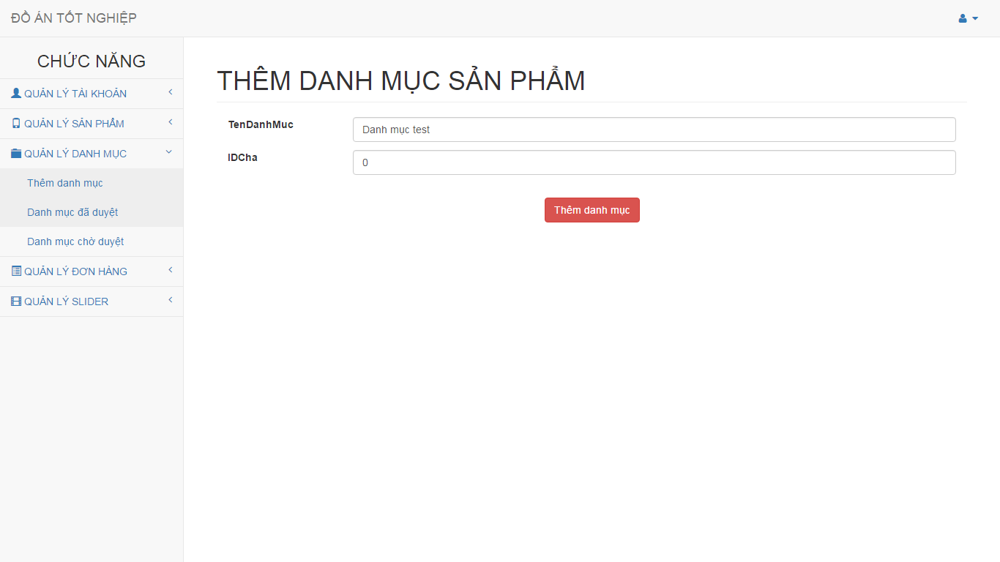 ĐỒ ÁN TỐT NGHIỆP
CHỨC NĂNG
QUẢN LÝ TÀI KHOẢN
QUẢN LÝ SẢN PHẨM
QUẢN LÝ DANH MỤC
Thêm danh mục
Danh mục đã duyệt
Danh mục chờ duyệt
QUẢN LÝ ĐƠN HÀNG
QUẢN LÝ SLIDER
THÊM DANH MỤC SẢN PHẨM
TenDanhMuc
Danh mục test
IDCha
0
Thêm danh mục